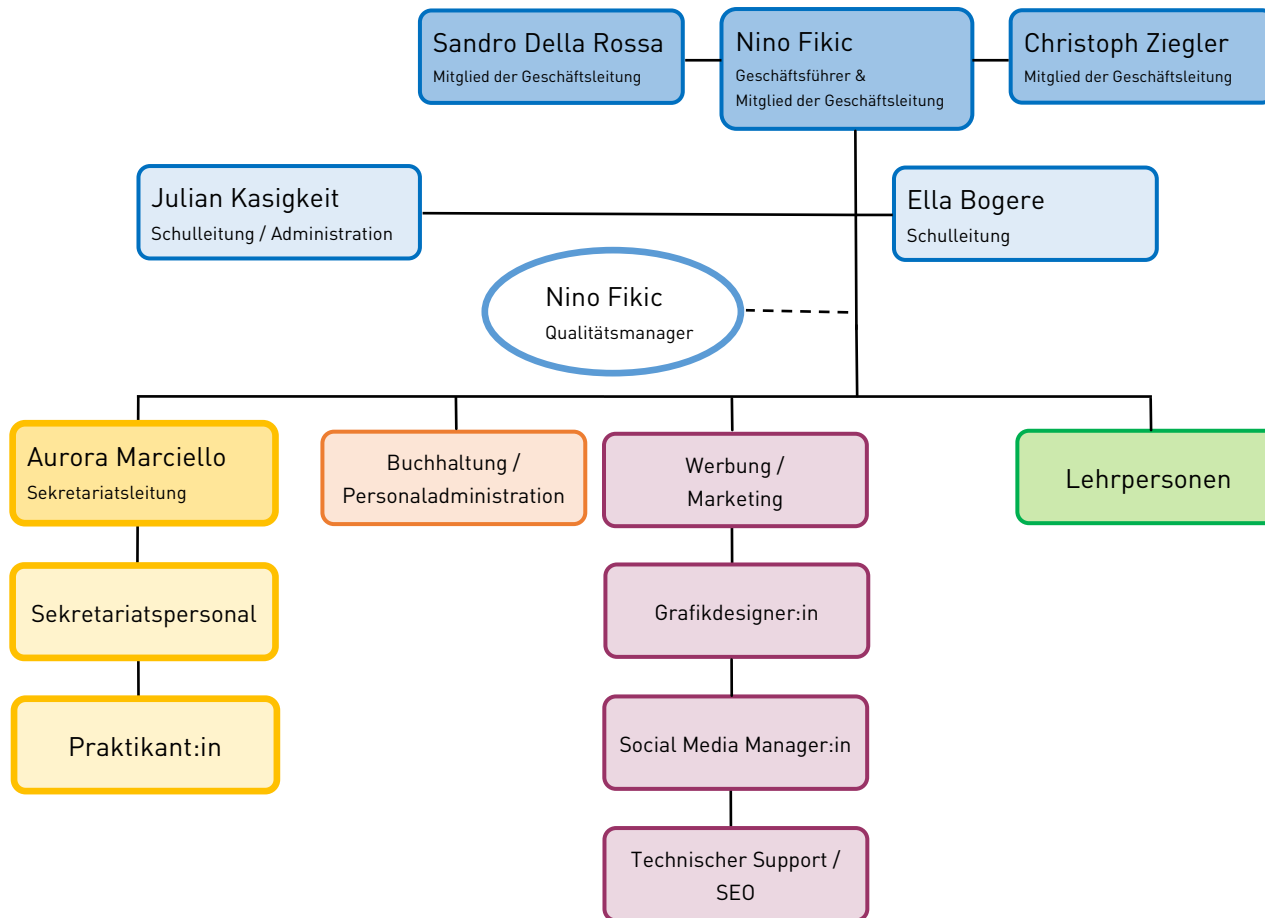 Sandro Della Rossa
Mitglied der Geschäftsleitung
Nino Fikic
Geschäftsführer &
Mitglied der Geschäftsleitung
Christoph Ziegler
Mitglied der Geschäftsleitung
Julian Kasigkeit
Schulleitung / Administration
Ella Bogere
Schulleitung
Nino Fikic
Qualitätsmanager
Aurora Marciello
Sekretariatsleitung
Buchhaltung /
Personaladministration
Werbung /
Marketing
Lehrpersonen
Sekretariatspersonal
Grafikdesigner:in
Praktikant:in
Social Media Manager:in
Technischer Support /
SEO